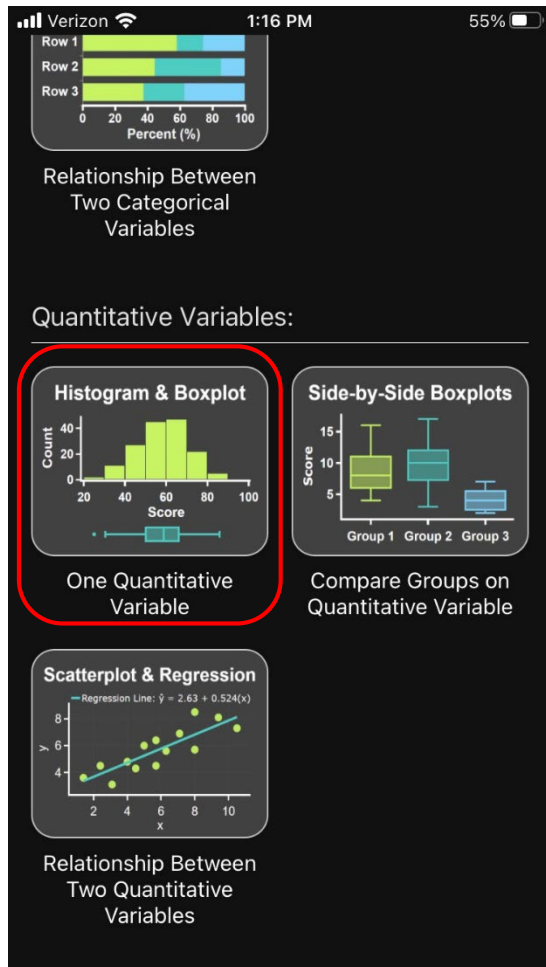 Verizon 1:16 PM 55%
Row 1
Row 2
Row 3
0 20 40 60 80 100
Percent (%)
Relationship Between
Two Categorical
Variables
Quantitative Variables:
Histogram & Boxplot
Count
40
20
0
20 40 60 80 100
Score
One Quantitative
Variable
Side-by-Side Boxplots
Score
15
10
5
Group 1 Group 2 Group 3
Compare Groups on
Quantitative Variable
Scatterplot & Regression
Regression Line: ŷ = 2.63 + 0.524(x)
y
8
6
4
2 4 6 8 10
x
Relationship Between
Two Quantitative
Variables